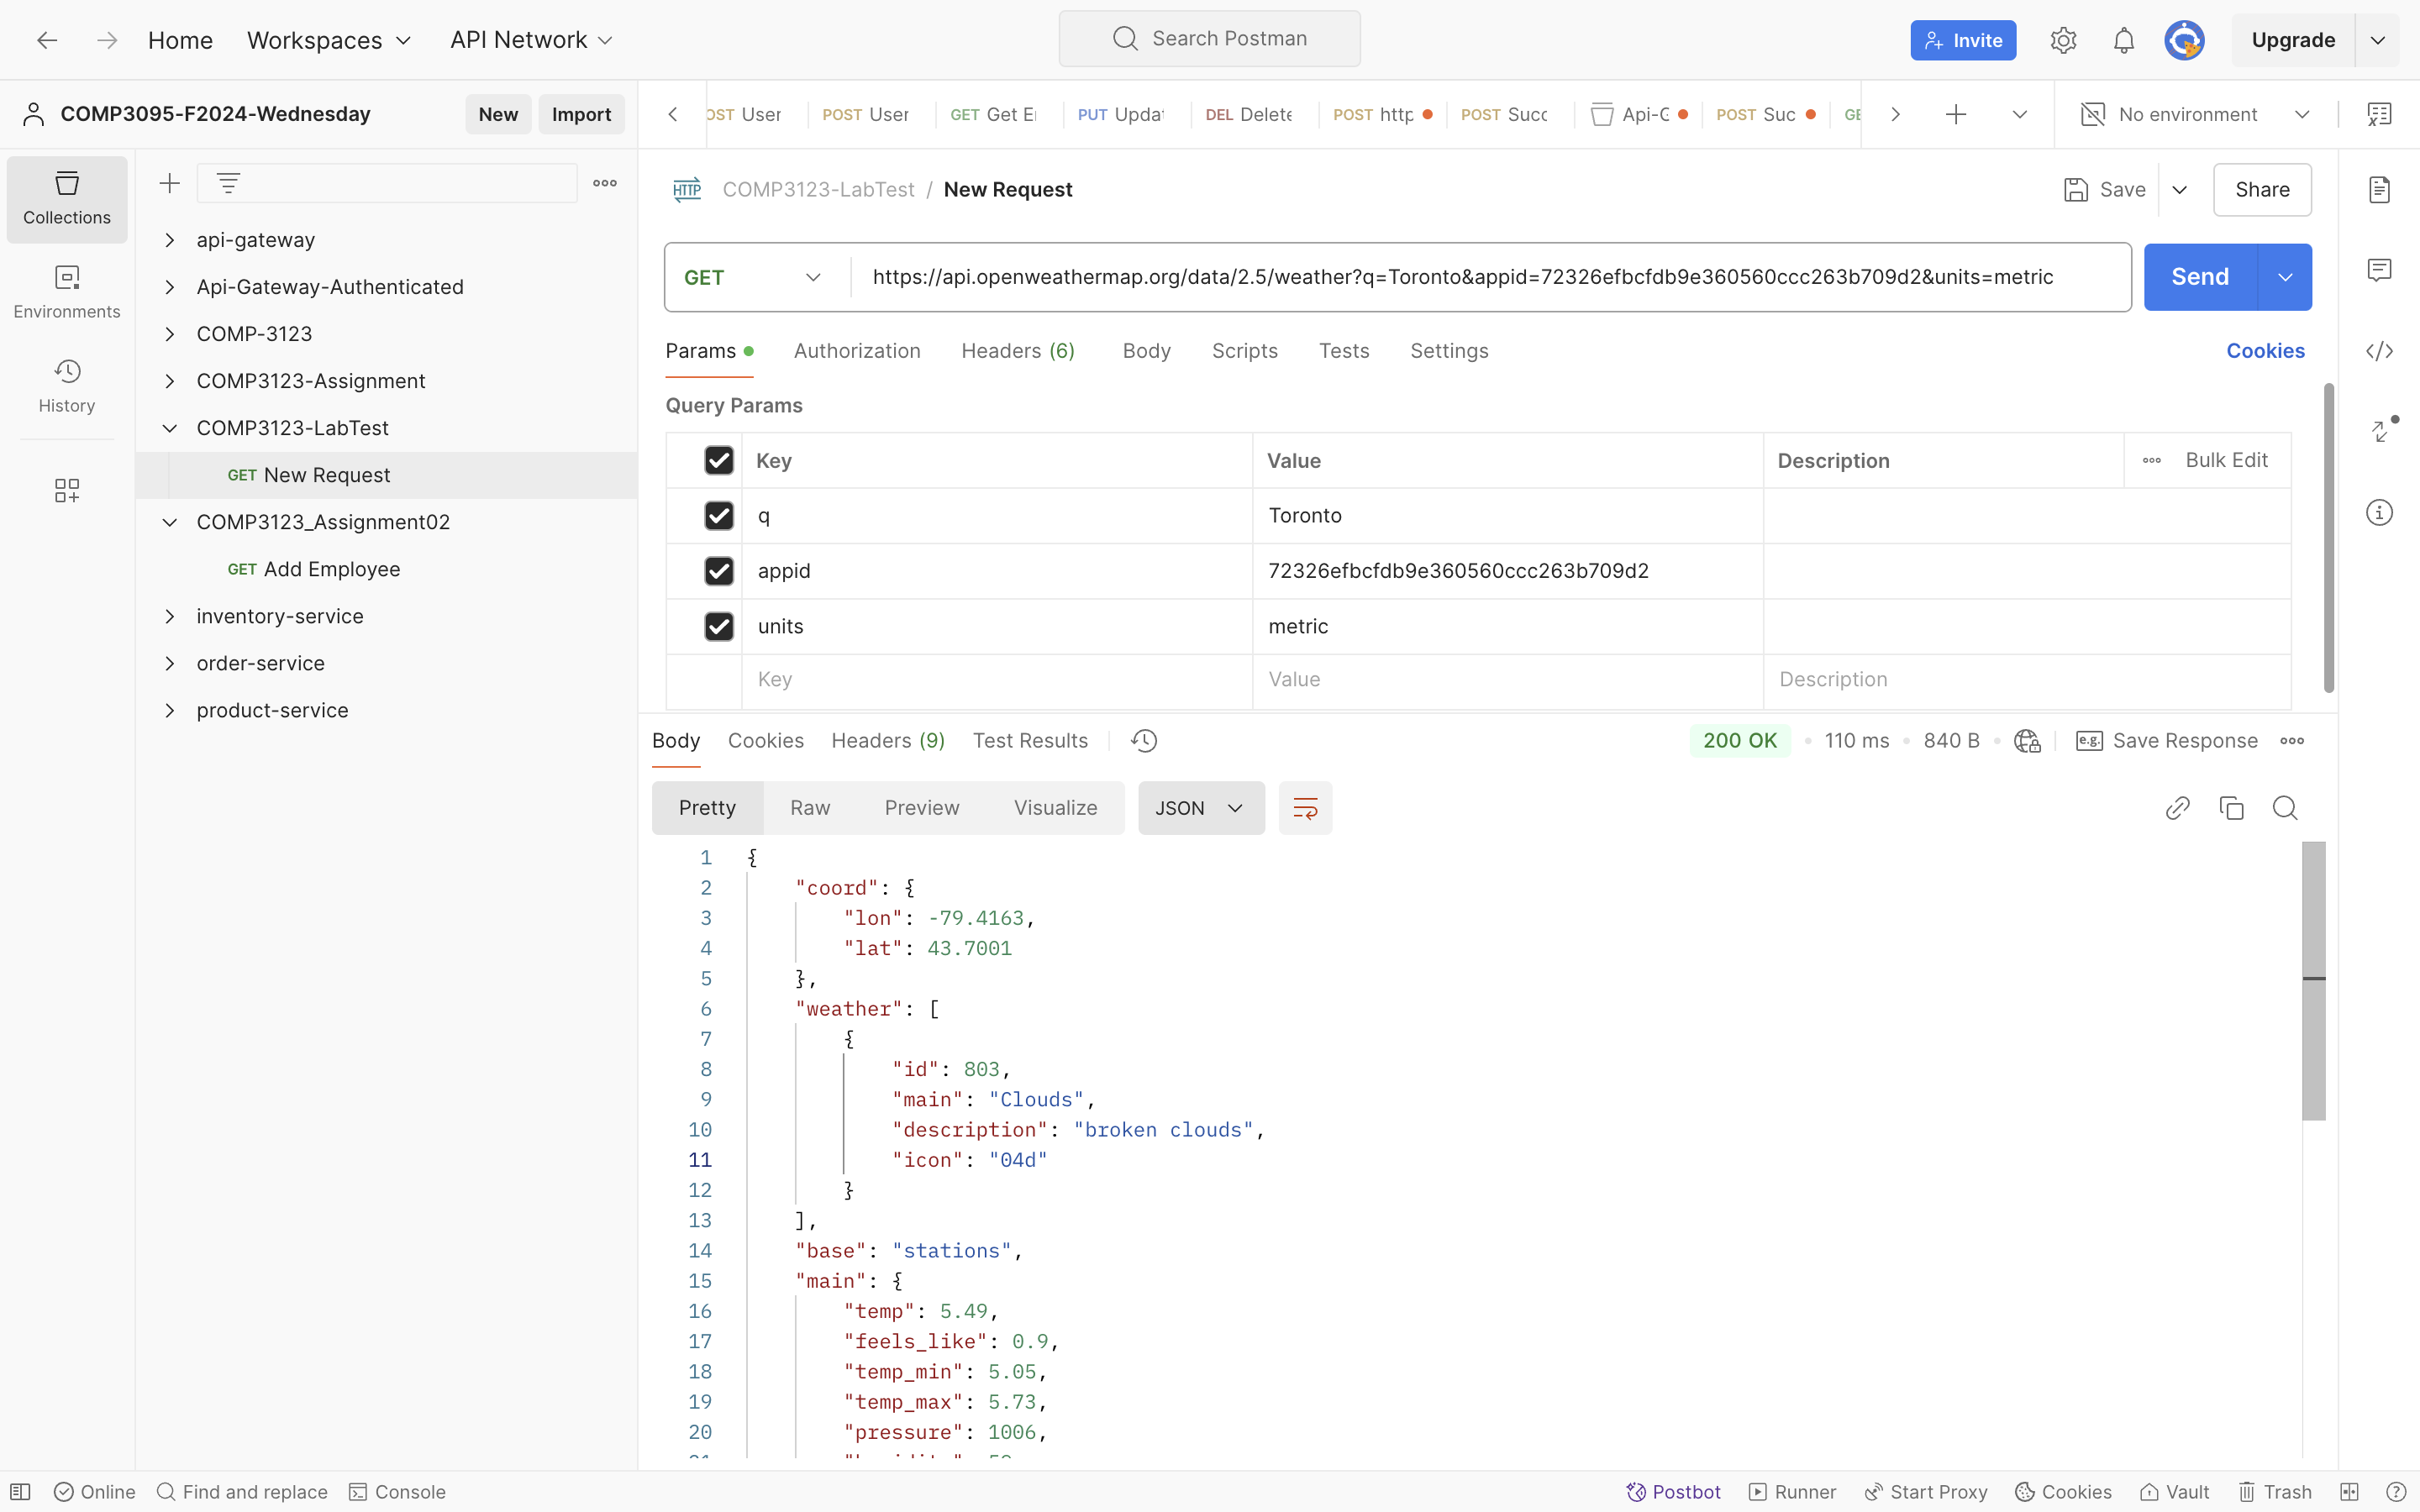 Home Workspaces API Network Search Postman Invite Upgrade
COMP3095-F2024-Wednesday New Import
OST User POST User GET Get E PUT Updat DEL Delete POST http POST Succ Api-G POST Suc GE No environment
Collections
Environments
History
api-gateway
Api-Gateway-Authenticated
COMP-3123
COMP3123-Assignment
COMP3123-LabTest
GET New Request
COMP3123_Assignment02
GET Add Employee
inventory-service
order-service
product-service
HTTP COMP3123-LabTest / New Request Save Share
GET https://api.openweathermap.org/data/2.5/weather?q=Toronto&appid=72326efbcfdb9e360560ccc263b709d2&units=metric Send
Params Authorization Headers (6) Body Scripts Tests Settings Cookies
Query Params
Key Value Description Bulk Edit
q Toronto
appid 72326efbcfdb9e360560ccc263b709d2
units metric
Key Value Description
Body Cookies Headers (9) Test Results 200 OK 110 ms 840 B e.g. Save Response
Pretty Raw Preview Visualize JSON
1 {
2 "coord": {
3 "lon": -79.4163,
4 "lat": 43.7001
5 },
6 "weather": [
7 {
8 "id": 803,
9 "main": "Clouds",
10 "description": "broken clouds",
11 "icon": "04d"
12 }
13 ],
14 "base": "stations",
15 "main": {
16 "temp": 5.49,
17 "feels_like": 0.9,
18 "temp_min": 5.05,
19 "temp_max": 5.73,
20 "pressure": 1006,
Online Find and replace Console Postbot Runner Start Proxy Cookies Vault Trash